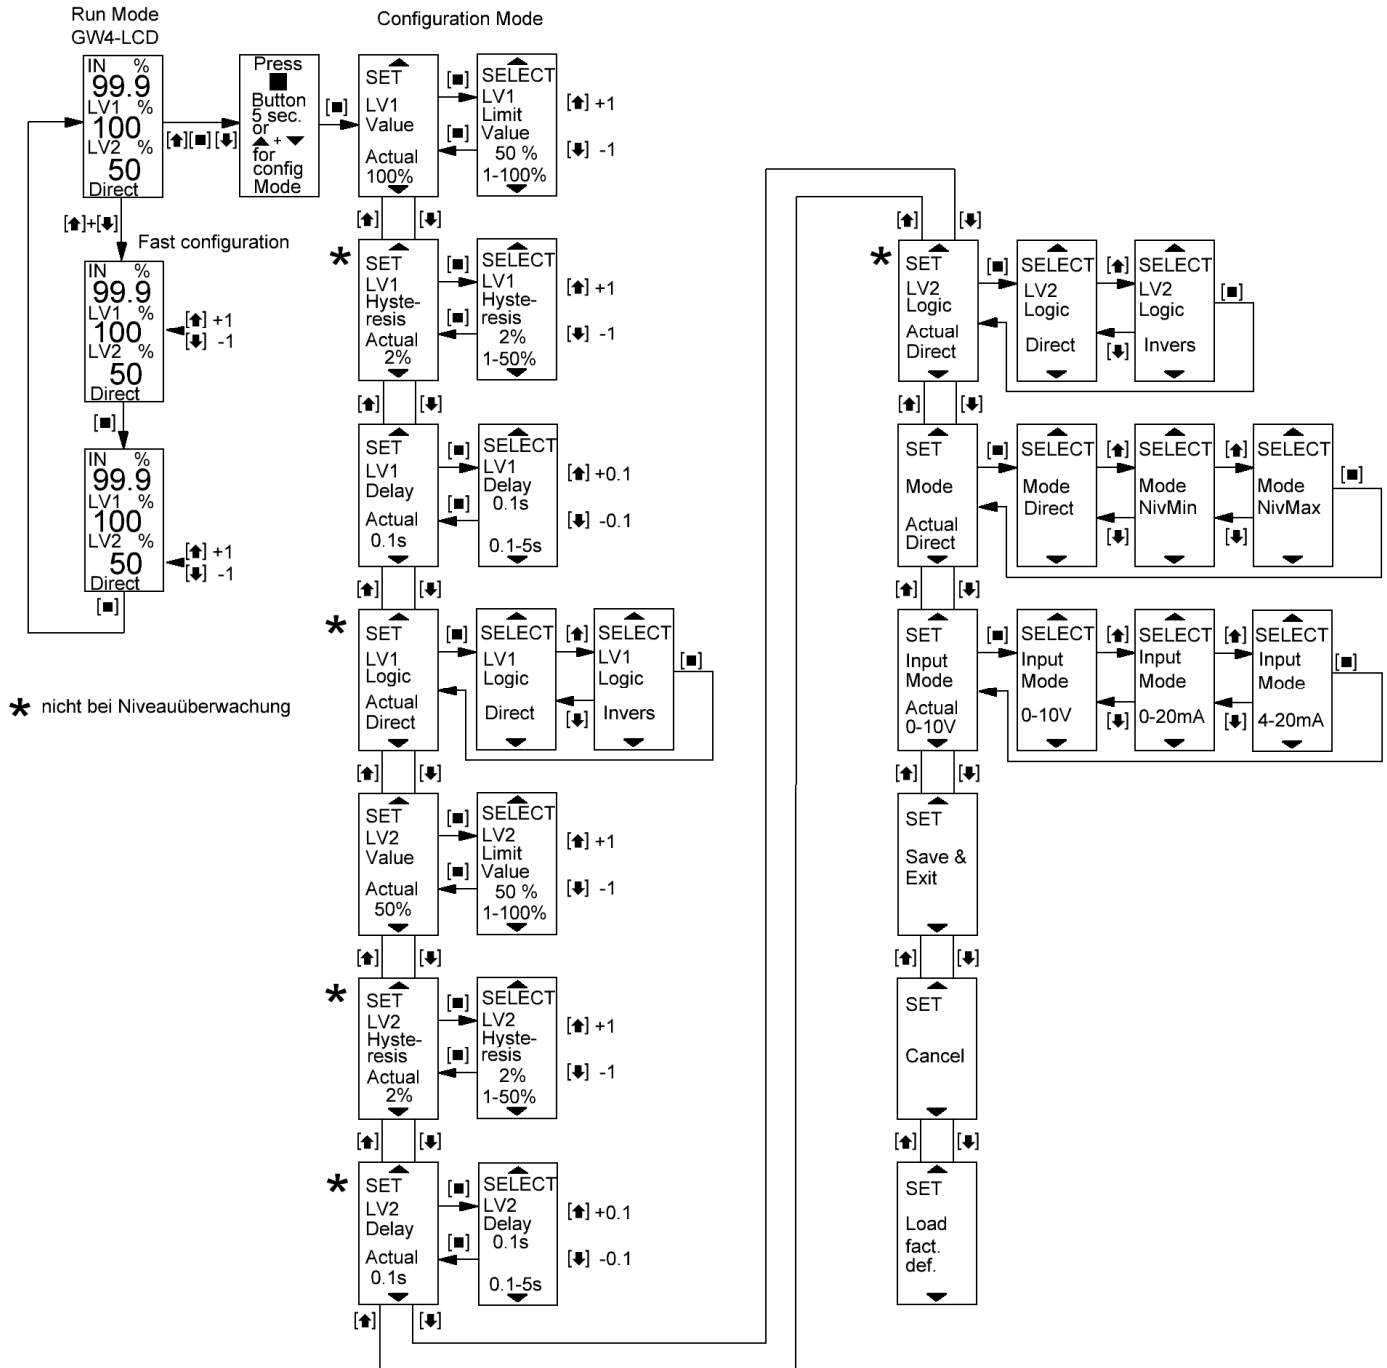 Run Mode
GW4-LCD
IN %
99.9
LV1 %
100
LV2 %
50
Direct
[⬆][■][⬇]
Press
■
Button
5 sec.
or
▲+▼
for
config
Mode
[■]
[⬆]+[⬇]
Fast configuration
IN %
99.9
LV1 %
100
LV2 %
50
Direct
[⬆] +1
[⬇] -1
[■]
IN %
99.9
LV1 %
100
LV2 %
50
Direct
[⬆] +1
[⬇] -1
[■]
* nicht bei Niveauüberwachung
Configuration Mode
SET
LV1
Value
Actual
100%
[■]
[■]
SELECT
LV1
Limit
Value
50 %
1-100%
[⬆] +1
[⬇] -1
[⬆] [⬇]
*
SET
LV1
Hyste-
resis
Actual
2%
[■]
[■]
SELECT
LV1
Hyste-
resis
2%
1-50%
[⬆] +1
[⬇] -1
[⬆] [⬇]
SET
LV1
Delay
Actual
0.1s
[■]
[■]
SELECT
LV1
Delay
0.1s
0.1-5s
[⬆] +0.1
[⬇] -0.1
[⬆] [⬇]
*
SET
LV1
Logic
Actual
Direct
[■]
SELECT
LV1
Logic
Direct
[⬆]
[⬇]
SELECT
LV1
Logic
Invers
[■]
[⬆] [⬇]
SET
LV2
Value
Actual
50%
[■]
[■]
SELECT
LV2
Limit
Value
50 %
1-100%
[⬆] +1
[⬇] -1
[⬆] [⬇]
*
SET
LV2
Hyste-
resis
Actual
2%
[■]
[■]
SELECT
LV2
Hyste-
resis
2%
1-50%
[⬆] +1
[⬇] -1
[⬆] [⬇]
*
SET
LV2
Delay
Actual
0.1s
[■]
[■]
SELECT
LV2
Delay
0.1s
0.1-5s
[⬆] +0.1
[⬇] -0.1
[⬆] [⬇]
[⬆] [⬇]
*
SET
LV2
Logic
Actual
Direct
[■]
SELECT
LV2
Logic
Direct
[⬆]
[⬇]
SELECT
LV2
Logic
Invers
[■]
[⬆] [⬇]
SET
Mode
Actual
Direct
[■]
SELECT
Mode
Direct
[⬆]
[⬇]
SELECT
Mode
NivMin
[⬆]
[⬇]
SELECT
Mode
NivMax
[■]
[⬆] [⬇]
SET
Input
Mode
Actual
0-10V
[■]
SELECT
Input
Mode
0-10V
[⬆]
[⬇]
SELECT
Input
Mode
0-20mA
[⬆]
[⬇]
SELECT
Input
Mode
4-20mA
[■]
[⬆] [⬇]
SET
Save &
Exit
[⬆] [⬇]
SET
Cancel
[⬆] [⬇]
SET
Load
fact.
def.